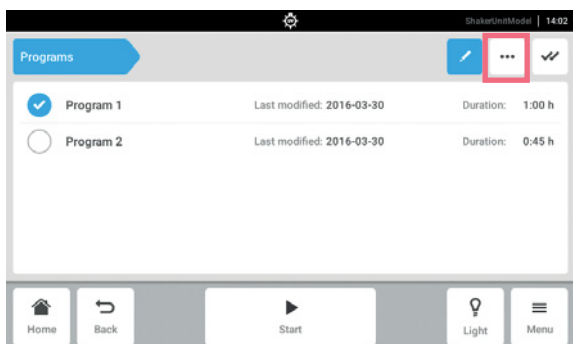 ShakerUnitModel 14:02
Programs
Program 1 Last modified: 2016-03-30 Duration: 1:00 h
Program 2 Last modified: 2016-03-30 Duration: 0:45 h
Home Back Start Light Menu